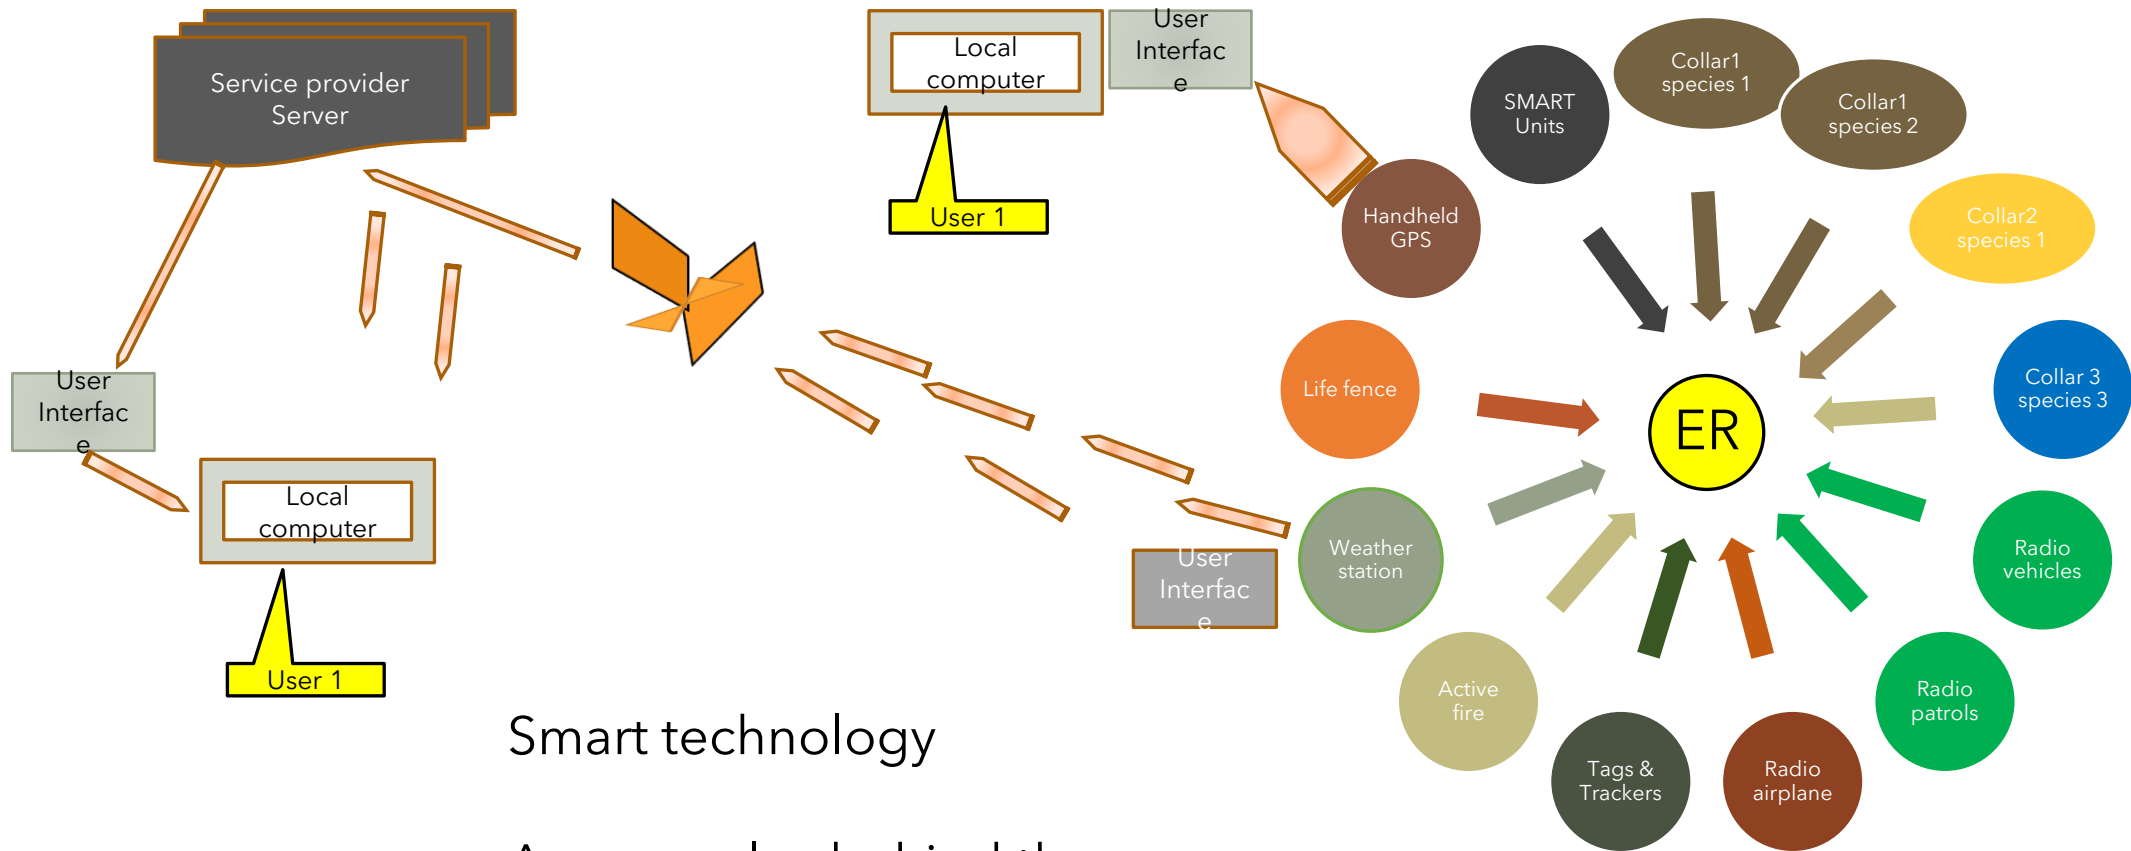 Service provider
Server
Local
computer
User
Interfac
e
User 1
User
Interfac
e
Local
computer
User 1
User
Interfac
e
SMART
Units
Collar1
species 1
Collar1
species 2
Collar2
species 1
Handheld
GPS
Life fence
Collar 3
species 3
ER
Weather
station
Radio
vehicles
Active
fire
Radio
patrols
Tags &
Trackers
Radio
airplane
Smart technology